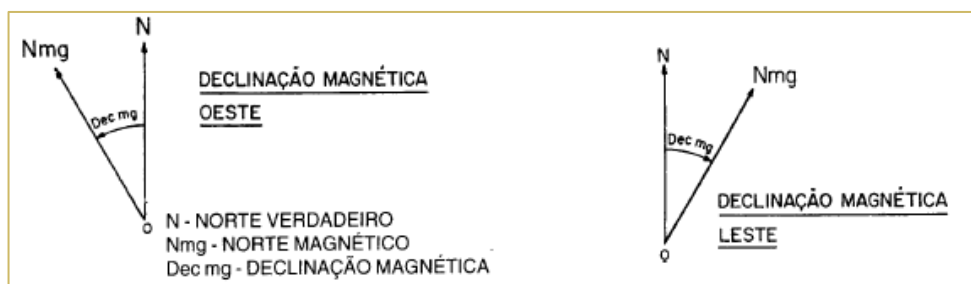 N
Nmg
Dec mg
DECLINAÇÃO MAGNÉTICA
OESTE
O
N - NORTE VERDADEIRO
Nmg - NORTE MAGNÉTICO
Dec mg - DECLINAÇÃO MAGNÉTICA
N
Nmg
Dec mg
DECLINAÇÃO MAGNÉTICA
LESTE
O